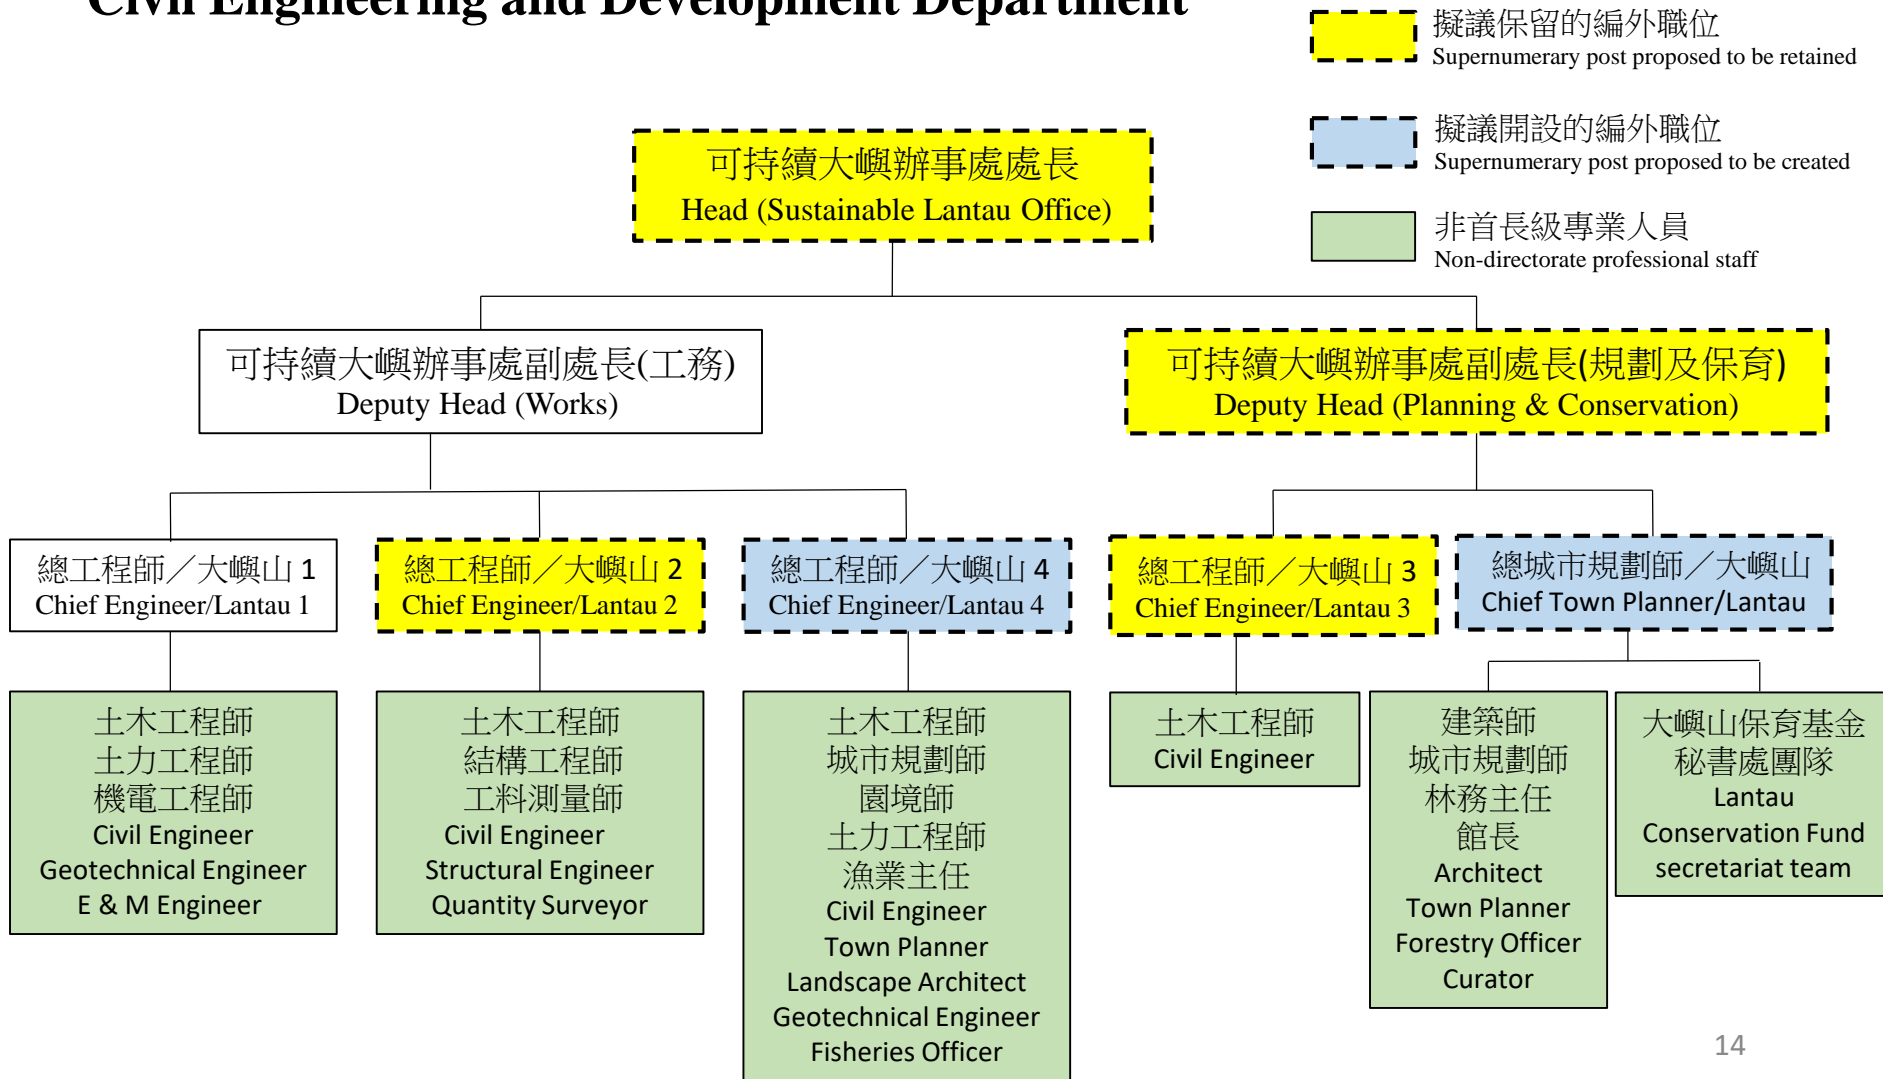 Civil Engineering and Development Department
擬議保留的編外職位
Supernumerary post proposed to be retained
擬議開設的編外職位
Supernumerary post proposed to be created
非首長級專業人員
Non-directorate professional staff
可持續大嶼辦事處處長
Head (Sustainable Lantau Office)
可持續大嶼辦事處副處長(工務)
Deputy Head (Works)
可持續大嶼辦事處副處長(規劃及保育)
Deputy Head (Planning & Conservation)
總工程師／大嶼山 1
Chief Engineer/Lantau 1
總工程師／大嶼山 2
Chief Engineer/Lantau 2
總工程師／大嶼山 4
Chief Engineer/Lantau 4
總工程師／大嶼山 3
Chief Engineer/Lantau 3
總城市規劃師／大嶼山
Chief Town Planner/Lantau
土木工程師
土力工程師
機電工程師
Civil Engineer
Geotechnical Engineer
E & M Engineer
土木工程師
結構工程師
工料測量師
Civil Engineer
Structural Engineer
Quantity Surveyor
土木工程師
城市規劃師
園境師
土力工程師
漁業主任
Civil Engineer
Town Planner
Landscape Architect
Geotechnical Engineer
Fisheries Officer
土木工程師
Civil Engineer
建築師
城市規劃師
林務主任
館長
Architect
Town Planner
Forestry Officer
Curator
大嶼山保育基金
秘書處團隊
Lantau
Conservation Fund
secretariat team
14